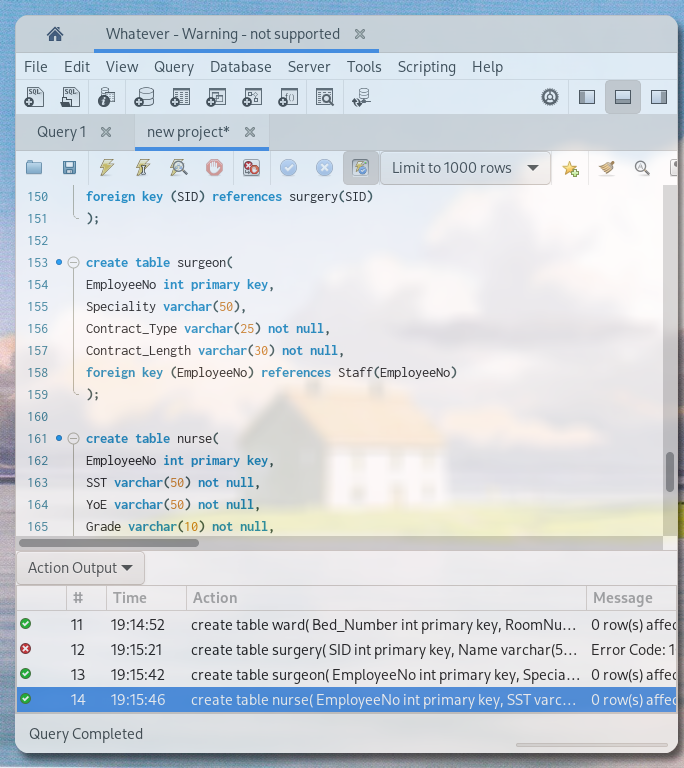 Whatever - Warning - not supported
File Edit View Query Database Server Tools Scripting Help
Query 1 new project*
Limit to 1000 rows
150 foreign key (SID) references surgery(SID)
151 );
152
153 create table surgeon(
154 EmployeeNo int primary key,
155 Speciality varchar(50),
156 Contract_Type varchar(25) not null,
157 Contract_Length varchar(30) not null,
158 foreign key (EmployeeNo) references Staff(EmployeeNo)
159 );
160
161 create table nurse(
162 EmployeeNo int primary key,
163 SST varchar(50) not null,
164 YoE varchar(50) not null,
165 Grade varchar(10) not null,
Action Output
# Time Action Message
11 19:14:52 create table ward( Bed_Number int primary key, RoomNu... 0 row(s) affec
12 19:15:21 create table surgery( SID int primary key, Name varchar(5... Error Code: 1
13 19:15:42 create table surgeon( EmployeeNo int primary key, Specia... 0 row(s) affec
14 19:15:46 create table nurse( EmployeeNo int primary key, SST varc... 0 row(s) affec
Query Completed